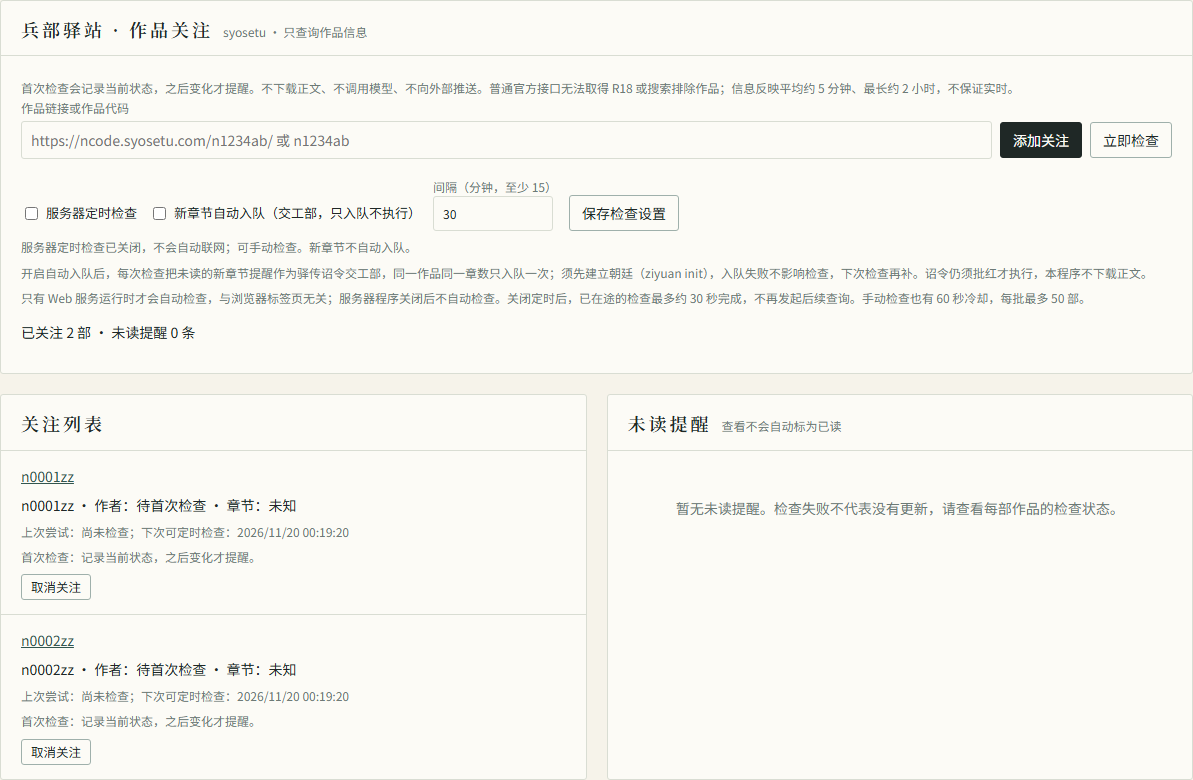 兵部驿站 · 作品关注 syosetu · 只查询作品信息
首次检查会记录当前状态，之后变化才提醒。不下载正文、不调用模型、不向外部推送。普通官方接口无法取得 R18 或搜索排除作品；信息反映平均约 5 分钟、最长约 2 小时，不保证实时。
作品链接或作品代码
https://ncode.syosetu.com/n1234ab/ 或 n1234ab 添加关注 立即检查
间隔（分钟，至少 15）
服务器定时检查 新章节自动入队（交工部，只入队不执行） 30 保存检查设置
服务器定时检查已关闭，不会自动联网；可手动检查。新章节不自动入队。
开启自动入队后，每次检查把未读的新章节提醒作为驿传诏令交工部，同一作品同一章数只入队一次；须先建立朝廷（ziyuan init），入队失败不影响检查，下次检查再补。诏令仍须批红才执行，本程序不下载正文。
只有 Web 服务运行时才会自动检查，与浏览器标签页无关；服务器程序关闭后不自动检查。关闭定时后，已在途的检查最多约 30 秒完成，不再发起后续查询。手动检查也有 60 秒冷却，每批最多 50 部。
已关注 2 部 · 未读提醒 0 条
关注列表
n0001zz
n0001zz · 作者：待首次检查 · 章节：未知
上次尝试：尚未检查；下次可定时检查：2026/11/20 00:19:20
首次检查：记录当前状态，之后变化才提醒。
取消关注
n0002zz
n0002zz · 作者：待首次检查 · 章节：未知
上次尝试：尚未检查；下次可定时检查：2026/11/20 00:19:20
首次检查：记录当前状态，之后变化才提醒。
取消关注
未读提醒 查看不会自动标为已读
暂无未读提醒。检查失败不代表没有更新，请查看每部作品的检查状态。